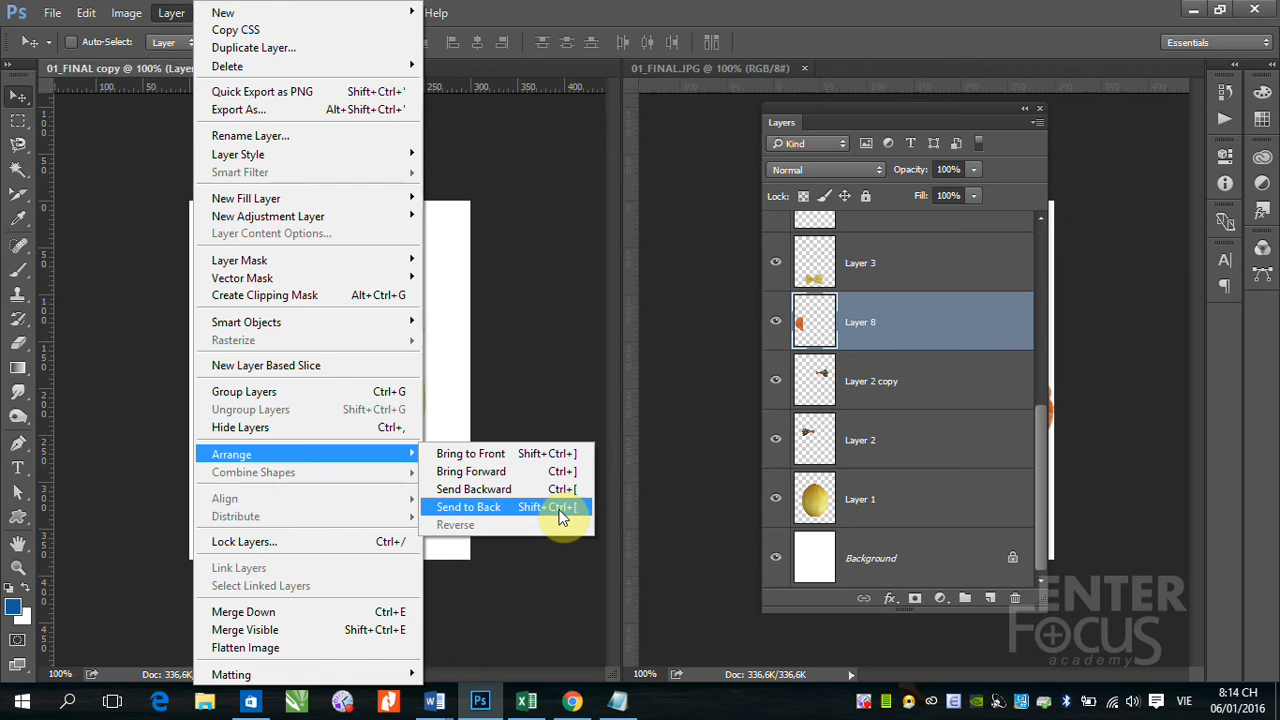 Ps File Edit Image Layer Help
Auto-Select: Layer
Essentials
01_FINAL copy @ 100% (Laye
01_FINAL.JPG @ 100% (RGB/8#) ×
New
Copy CSS
Duplicate Layer...
Delete
Quick Export as PNG Shift+Ctrl+'
Export As... Alt+Shift+Ctrl+'
Rename Layer...
Layer Style
Smart Filter
New Fill Layer
New Adjustment Layer
Layer Content Options...
Layer Mask
Vector Mask
Create Clipping Mask Alt+Ctrl+G
Smart Objects
Rasterize
New Layer Based Slice
Group Layers Ctrl+G
Ungroup Layers Shift+Ctrl+G
Hide Layers Ctrl+,
Arrange
Combine Shapes
Align
Distribute
Lock Layers... Ctrl+/
Link Layers
Select Linked Layers
Merge Down Ctrl+E
Merge Visible Shift+Ctrl+E
Flatten Image
Matting
Bring to Front Shift+Ctrl+]
Bring Forward Ctrl+]
Send Backward Ctrl+[
Send to Back Shift+Ctrl+[
Reverse
Layers
Kind
Normal Opacity: 100%
Lock: Fill: 100%
Layer 3
Layer 8
Layer 2 copy
Layer 2
Layer 1
Background
ENTER
FOCUS
academy
100% Doc: 336,6K
100% Doc: 336,6K/733,6K
VIE
8:14 CH
06/01/2016